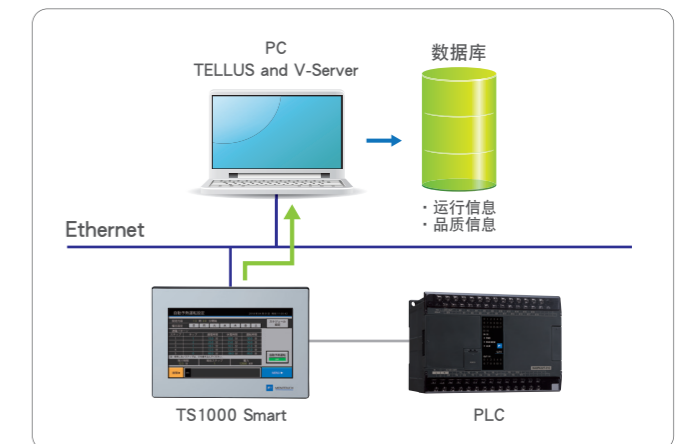 PC
TELLUS and V-Server
数据库
・运行信息
・品质信息
Ethernet
TS1000 Smart
PLC